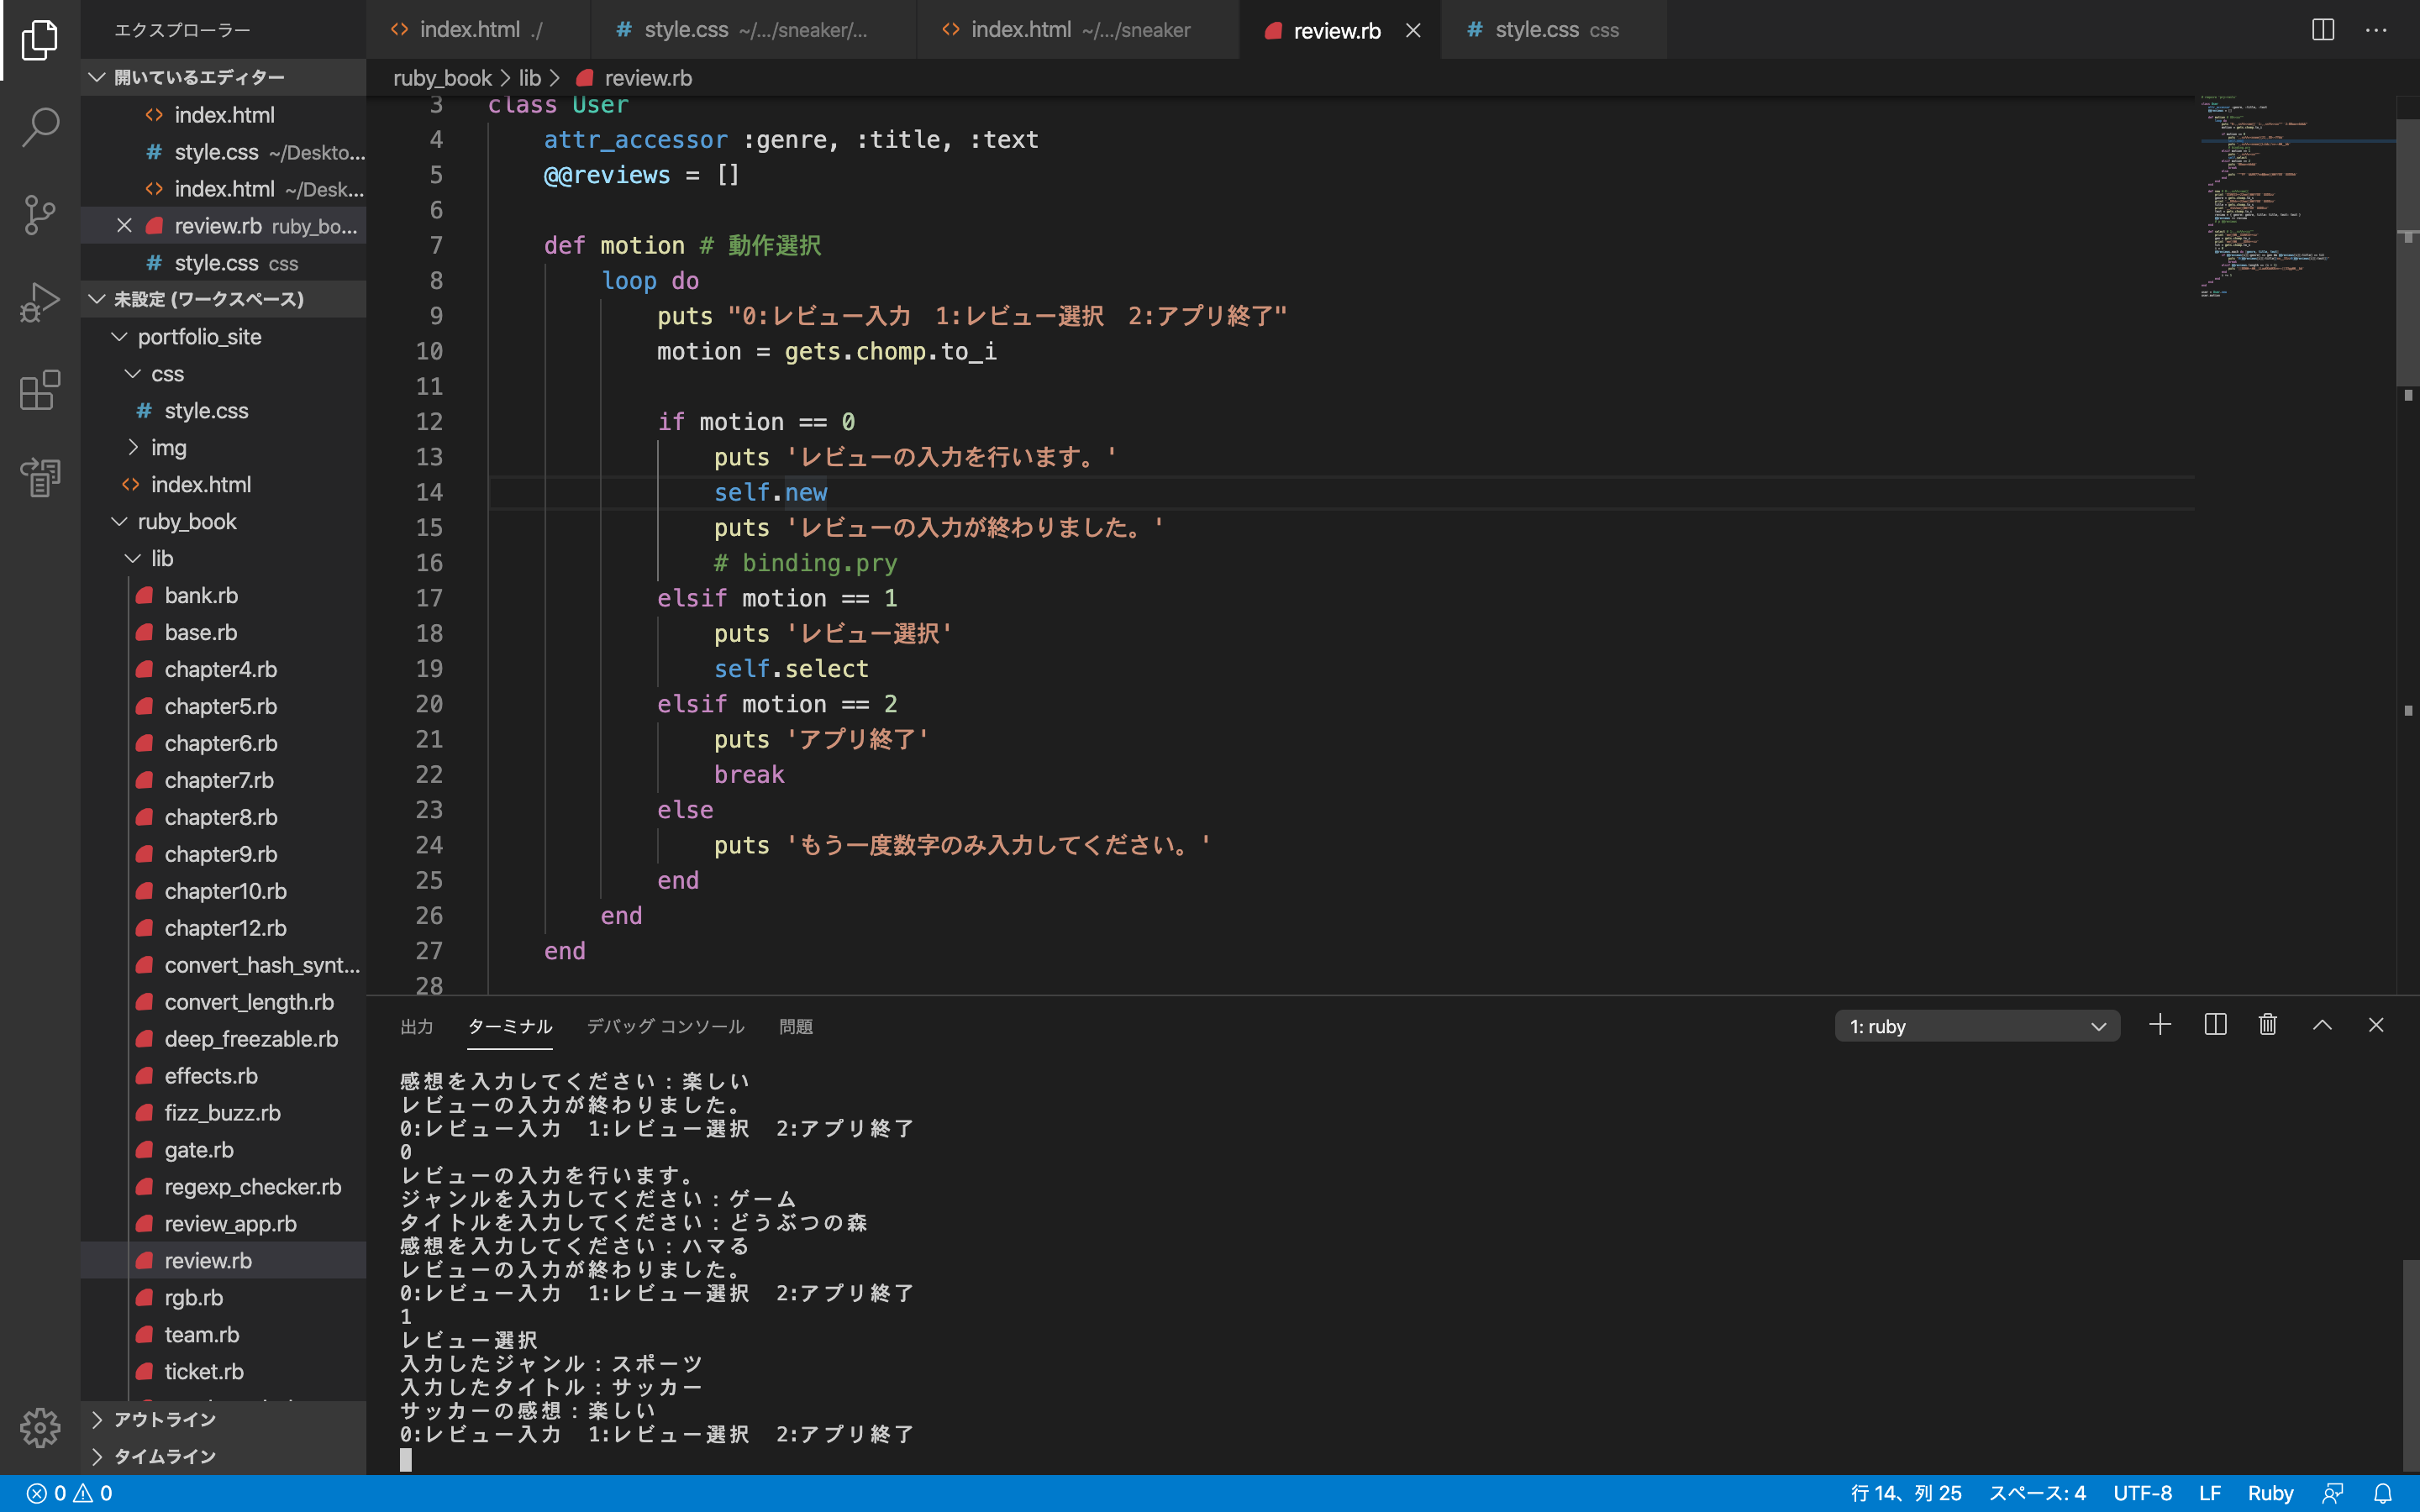 エクスプローラー
index.html ./
style.css ~/.../sneaker/...
index.html ~/.../sneaker
review.rb
style.css css
開いているエディター
index.html
style.css ~/Deskto...
index.html ~/Desk...
review.rb ruby_bo...
style.css css
未設定 (ワークスペース)
portfolio_site
css
style.css
img
index.html
ruby_book
lib
bank.rb
base.rb
chapter4.rb
chapter5.rb
chapter6.rb
chapter7.rb
chapter8.rb
chapter9.rb
chapter10.rb
chapter12.rb
convert_hash_synt...
convert_length.rb
deep_freezable.rb
effects.rb
fizz_buzz.rb
gate.rb
regexp_checker.rb
review_app.rb
review.rb
rgb.rb
team.rb
ticket.rb
アウトライン
タイムライン
ruby_book > lib > review.rb
3 class User
4 attr_accessor :genre, :title, :text
5 @@reviews = []
6
7 def motion # 動作選択
8 loop do
9 puts "0:レビュー入力　1:レビュー選択　2:アプリ終了"
10 motion = gets.chomp.to_i
11
12 if motion == 0
13 puts 'レビューの入力を行います。'
14 self.new
15 puts 'レビューの入力が終わりました。'
16 # binding.pry
17 elsif motion == 1
18 puts 'レビュー選択'
19 self.select
20 elsif motion == 2
21 puts 'アプリ終了'
22 break
23 else
24 puts 'もう一度数字のみ入力してください。'
25 end
26 end
27 end
28
出力 ターミナル デバッグ コンソール 問題
1: ruby
感想を入力してください：楽しい
レビューの入力が終わりました。
0:レビュー入力　1:レビュー選択　2:アプリ終了
0
レビューの入力を行います。
ジャンルを入力してください：ゲーム
タイトルを入力してください：どうぶつの森
感想を入力してください：ハマる
レビューの入力が終わりました。
0:レビュー入力　1:レビュー選択　2:アプリ終了
1
レビュー選択
入力したジャンル：スポーツ
入力したタイトル：サッカー
サッカーの感想：楽しい
0:レビュー入力　1:レビュー選択　2:アプリ終了
0 0
行 14、列 25 スペース: 4 UTF-8 LF Ruby